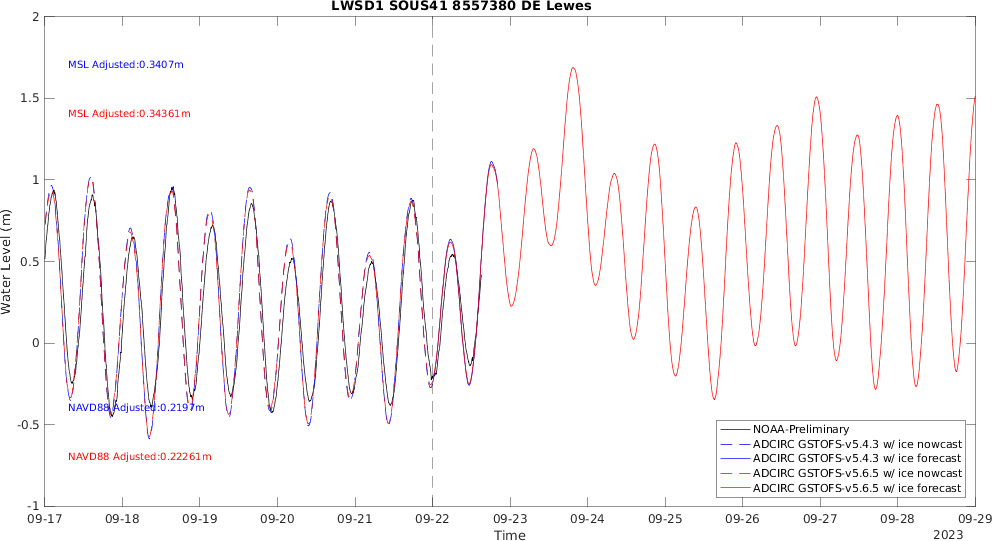 LWSD1 SOUS41 8557380 DE Lewes
2
1.5
1
0.5
0
-0.5
-1
Water Level (m)
MSL Adjusted:0.3407m
MSL Adjusted:0.34361m
NAVD88 Adjusted:0.2197m
NAVD88 Adjusted:0.22261m
NOAA-Preliminary
ADCIRC GSTOFS-v5.4.3 w/ ice nowcast
ADCIRC GSTOFS-v5.4.3 w/ ice forecast
ADCIRC GSTOFS-v5.6.5 w/ ice nowcast
ADCIRC GSTOFS-v5.6.5 w/ ice forecast
09-17 09-18 09-19 09-20 09-21 09-22 09-23 09-24 09-25 09-26 09-27 09-28 09-29
Time
2023